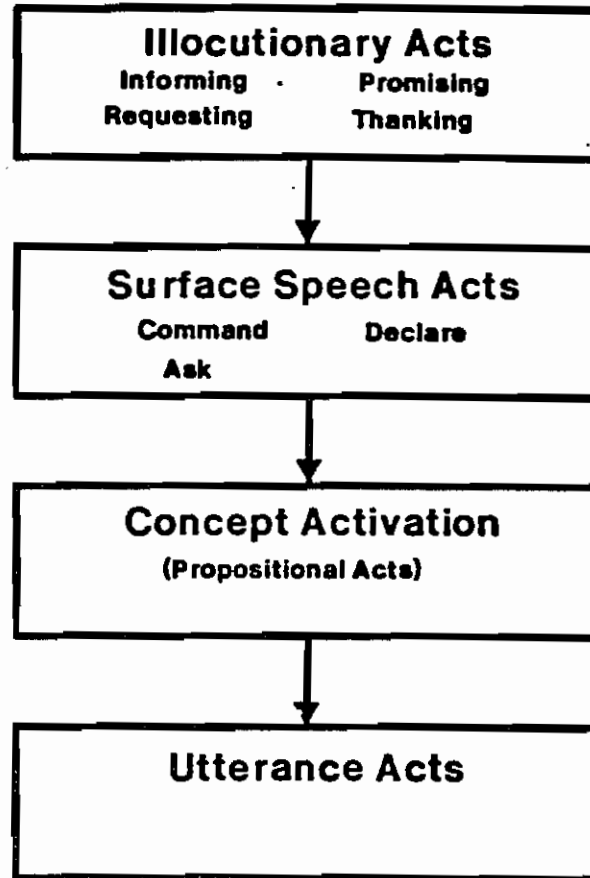 Illocutionary Acts
Informing Promising
Requesting Thanking
Surface Speech Acts
Command Declare
Ask
Concept Activation
(Propositional Acts)
Utterance Acts